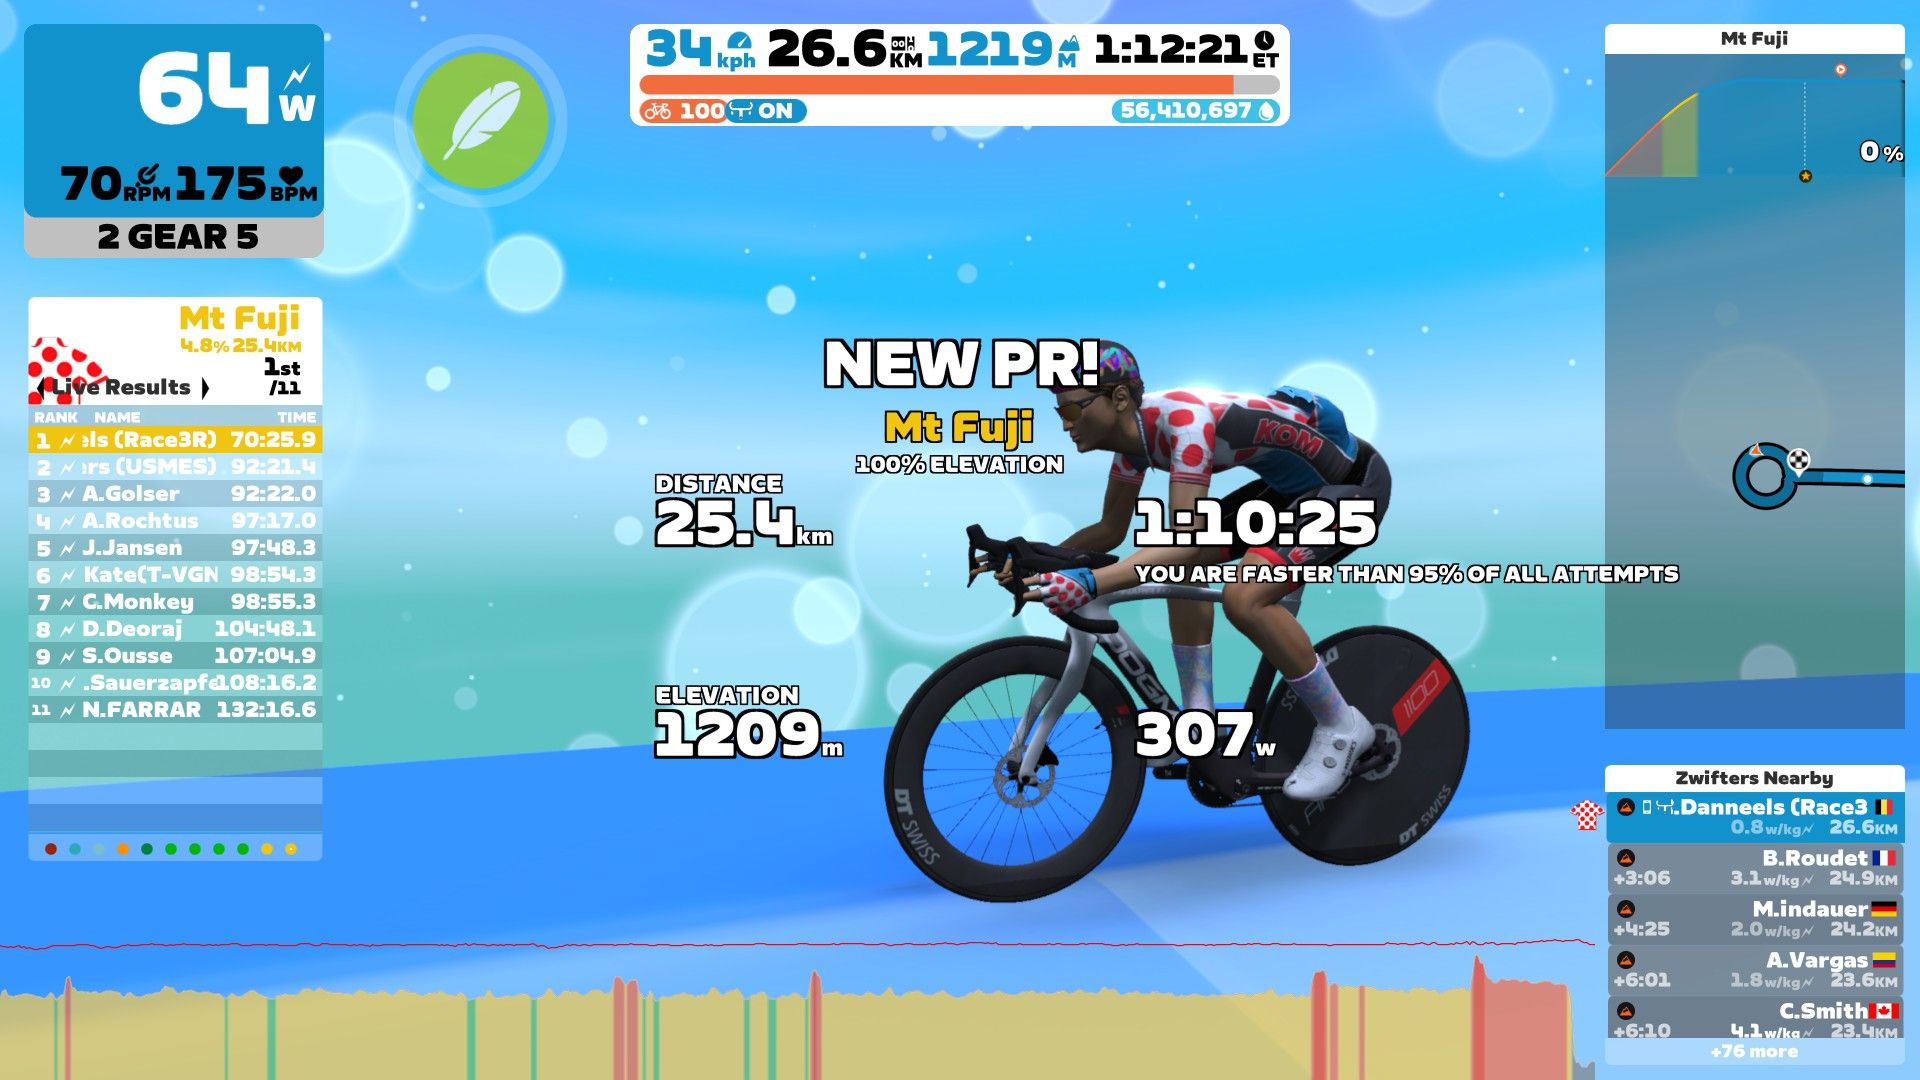 64 W
70 RPM 175 BPM
2 GEAR 5
34 kph 26.6 KM 1219 M 1:12:21 ET
100 ON 56,410,697
Mt Fuji
0 %
Mt Fuji
4.8% 25.4KM
1st
/11
Live Results
RANK NAME TIME
1 els (Race3R) 70:25.9
2 ers (USMES) 92:21.4
3 A.Golser 92:22.0
4 A.Rochtus 97:17.0
5 J.Jansen 97:48.3
6 Kate(T-VGN 98:54.3
7 C.Monkey 98:55.3
8 D.Deoraj 104:48.1
9 S.Ousse 107:04.9
10 .Sauerzapfe 108:16.2
11 N.FARRAR 132:16.6
NEW PR!
Mt Fuji
100% ELEVATION
DISTANCE
25.4km
1:10:25
YOU ARE FASTER THAN 95% OF ALL ATTEMPTS
ELEVATION
1209m
307w
KOM
DOGM
DT SWISS
DT SWISS
Zwifters Nearby
.Danneels (Race3
0.8w/kg 26.6KM
B.Roudet
+3:06 3.1w/kg 24.9KM
M.indauer
+4:25 2.0w/kg 24.2KM
A.Vargas
+6:01 1.8w/kg 23.6KM
C.Smith
+6:10 4.1w/kg 23.4KM
+76 more